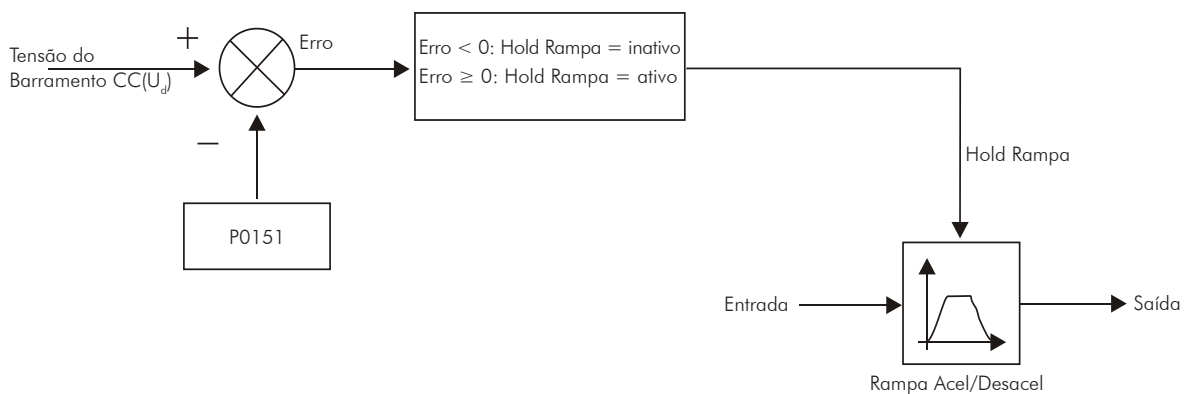 Tensão do
Barramento CC(Ud)
+
Erro
−
P0151
Erro < 0: Hold Rampa = inativo
Erro ≥ 0: Hold Rampa = ativo
Hold Rampa
Entrada
Saída
Rampa Acel/Desacel